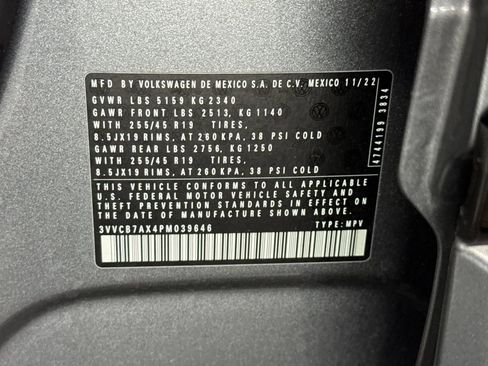 MFD BY VOLKSWAGEN DE MEXICO S.A. DE C.V. MEXICO 11/22
GVWR LBS 5159 KG 2340
GAWR FRONT LBS 2513, KG 1140
WITH 255/45 R19 TIRES,
8.5JX19 RIMS, AT 260 KPA, 38 PSI COLD
GAWR REAR LBS 2756, KG 1250
WITH 255/45 R19 TIRES,
8.5JX19 RIMS, AT 260 KPA, 38 PSI COLD
THIS VEHICLE CONFORMS TO ALL APPLICABLE
U.S. FEDERAL MOTOR VEHICLE SAFETY AND
THEFT PREVENTION STANDARDS IN EFFECT ON
THE DATE OF MANUFACTURE SHOWN ABOVE.
3VVCB7AX4PM039646 TYPE: MPV
4744199 3834